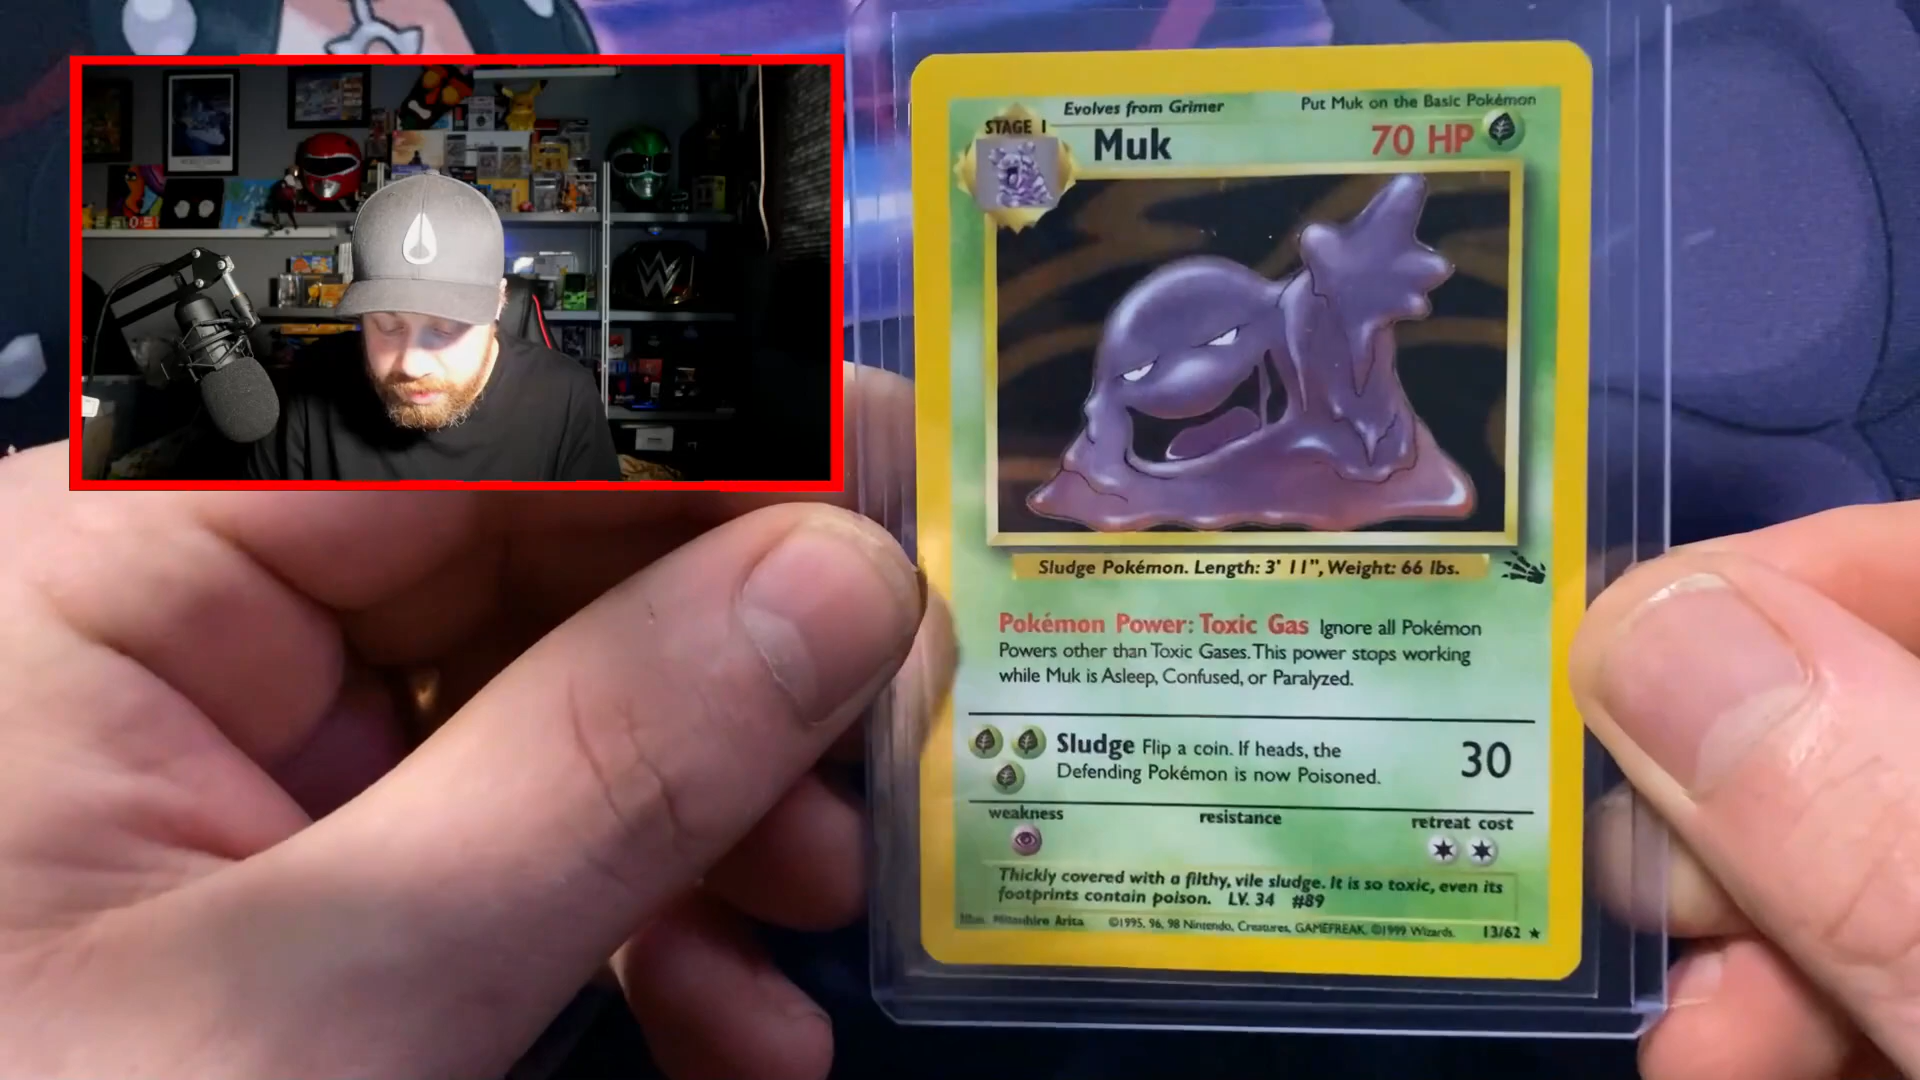 Evolves from Grimer
Put Muk on the Basic Pokémon
STAGE 1
Muk
70 HP
Sludge Pokémon. Length: 3' 11", Weight: 66 lbs.
Pokémon Power: Toxic Gas Ignore all Pokémon
Powers other than Toxic Gases. This power stops working
while Muk is Asleep, Confused, or Paralyzed.
Sludge Flip a coin. If heads, the
Defending Pokémon is now Poisoned.
30
weakness
resistance
retreat cost
Thickly covered with a filthy, vile sludge. It is so toxic, even its
footprints contain poison. LV. 34 #89
Illus. Mitsuhiro Arita
©1995, 96, 98 Nintendo, Creatures, GAMEFREAK. ©1999 Wizards.
13/62